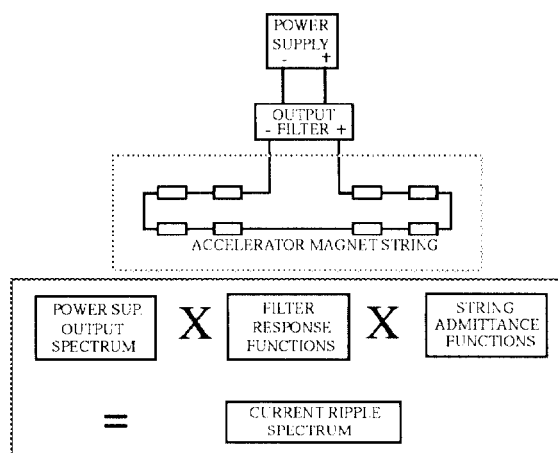 POWER
SUPPLY
- +
OUTPUT
- FILTER +
ACCELERATOR MAGNET STRING
POWER SUP.
OUTPUT
SPECTRUM
X
FILTER
RESPONSE
FUNCTIONS
X
STRING
ADMITTANCE
FUNCTIONS
=
CURRENT RIPPLE
SPECTRUM